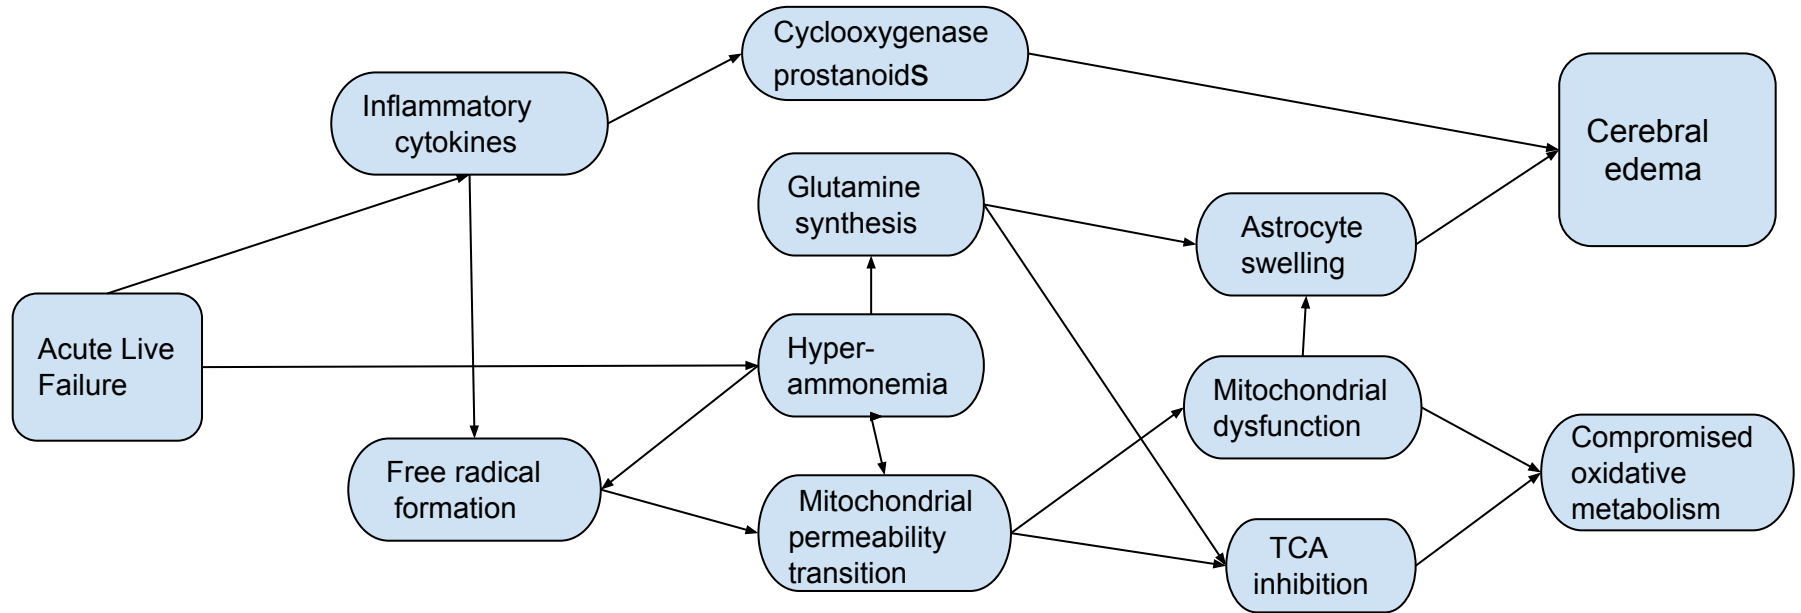 Cyclooxygenase
prostanoids
Inflammatory
cytokines
Cerebral
edema
Glutamine
synthesis
Astrocyte
swelling
Acute Live
Failure
Hyper-
ammonemia
Mitochondrial
dysfunction
Compromised
oxidative
metabolism
Free radical
formation
Mitochondrial
permeability
transition
TCA
inhibition